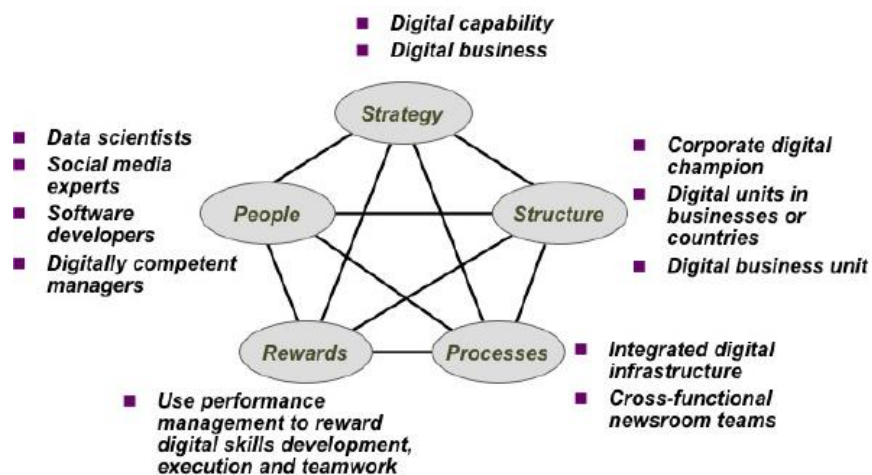 Digital capability
Digital business
Strategy
Data scientists
Social media
experts
Software
developers
Digitally competent
managers
People
Structure
Corporate digital
champion
Digital units in
businesses or
countries
Digital business unit
Rewards
Processes
Integrated digital
infrastructure
Cross-functional
newsroom teams
Use performance
management to reward
digital skills development,
execution and teamwork